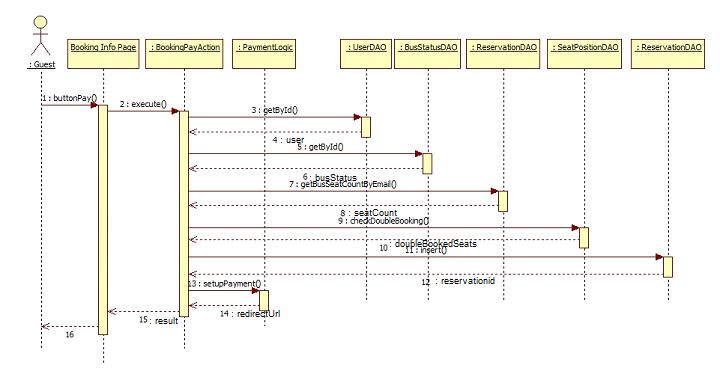 Booking Info Page
: BookingPayAction
: PaymentLogic
: UserDAO
: BusStatusDAO
: ReservationDAO
: SeatPositionDAO
: ReservationDAO
: Guest
1 : buttonPay()
2 : execute()
3 : getById()
4 : user
5 : getById()
6 : busStatus
7 : getBusSeatCountByEmail()
8 : seatCount
9 : checkDoubleBooking()
10 : doubleBookedSeats
11 : insert()
12 : reservationid
13 : setupPayment()
14 : redirectUrl
15 : result
16